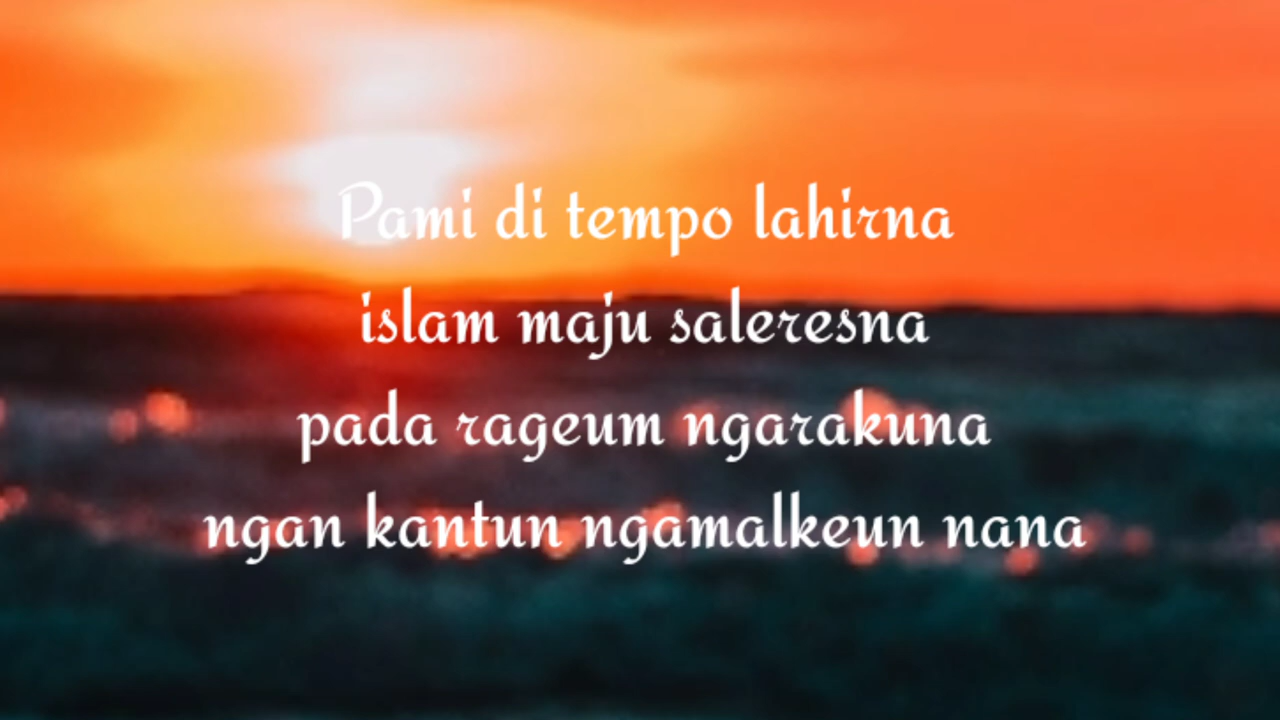 Pami di tempo lahirna
islam maju saleresna
pada rageum ngarakuna
ngan kantun ngamalkeun nana